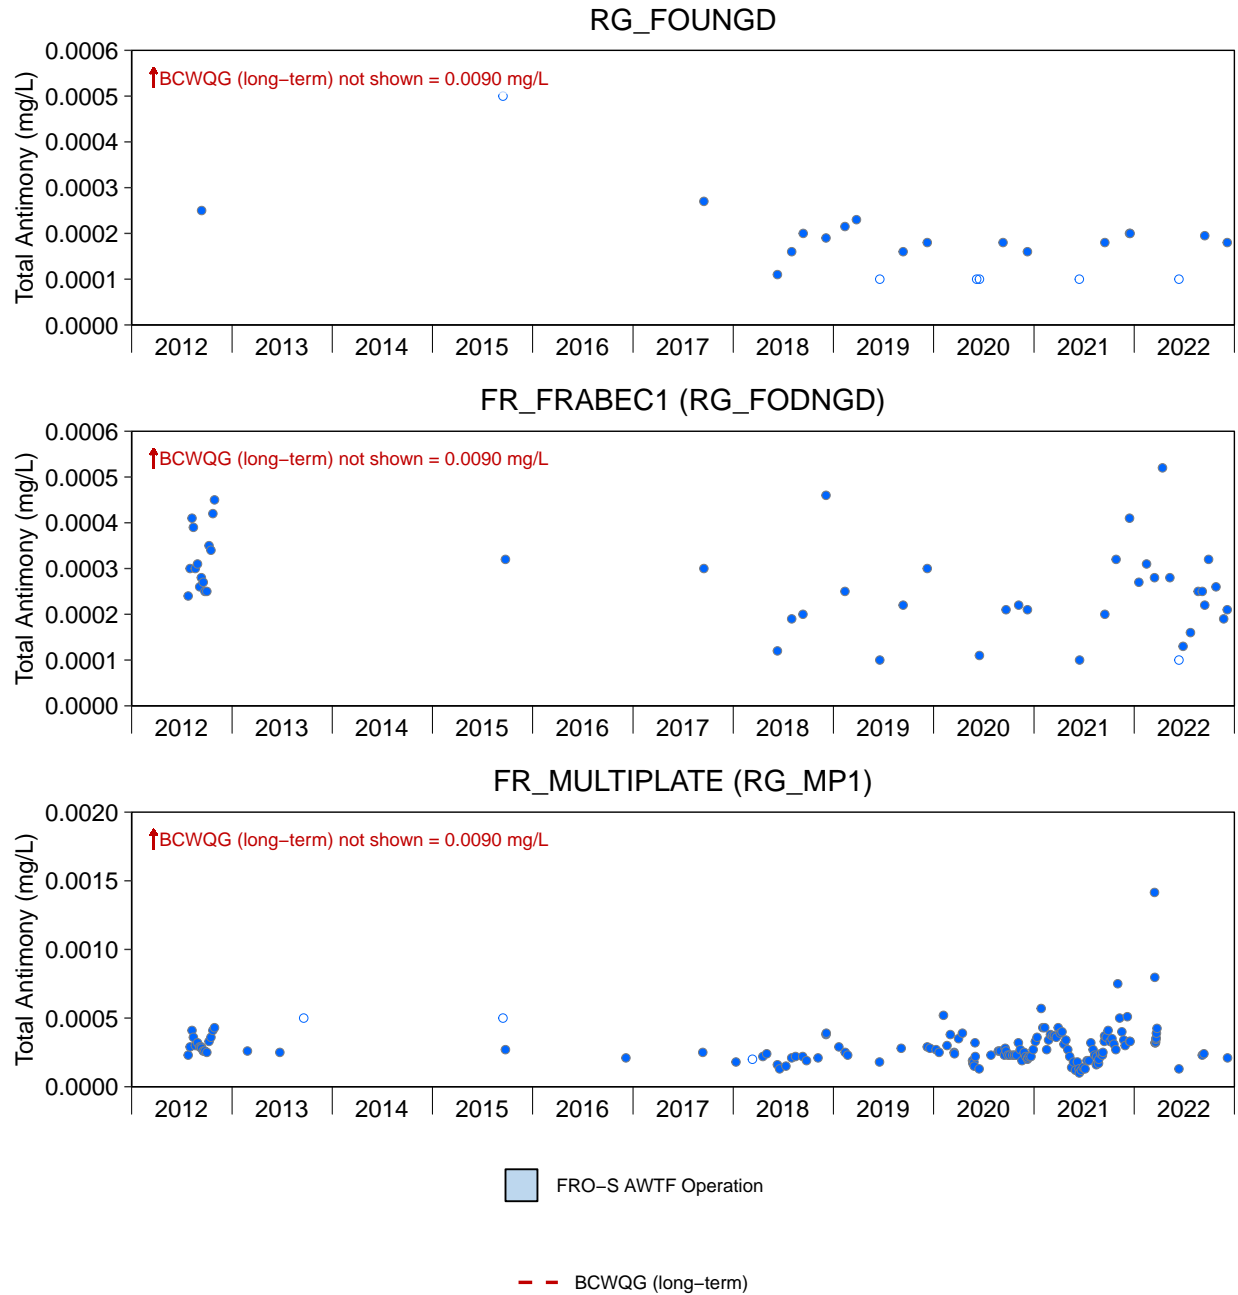 RG_FOUNGD
Total Antimony (mg/L)
0.0006
0.0005
0.0004
0.0003
0.0002
0.0001
0.0000
BCWQG (long−term) not shown = 0.0090 mg/L
2012 2013 2014 2015 2016 2017 2018 2019 2020 2021 2022
FR_FRABEC1 (RG_FODNGD)
Total Antimony (mg/L)
0.0006
0.0005
0.0004
0.0003
0.0002
0.0001
0.0000
BCWQG (long−term) not shown = 0.0090 mg/L
2012 2013 2014 2015 2016 2017 2018 2019 2020 2021 2022
FR_MULTIPLATE (RG_MP1)
Total Antimony (mg/L)
0.0020
0.0015
0.0010
0.0005
0.0000
BCWQG (long−term) not shown = 0.0090 mg/L
2012 2013 2014 2015 2016 2017 2018 2019 2020 2021 2022
FRO−S AWTF Operation
BCWQG (long−term)